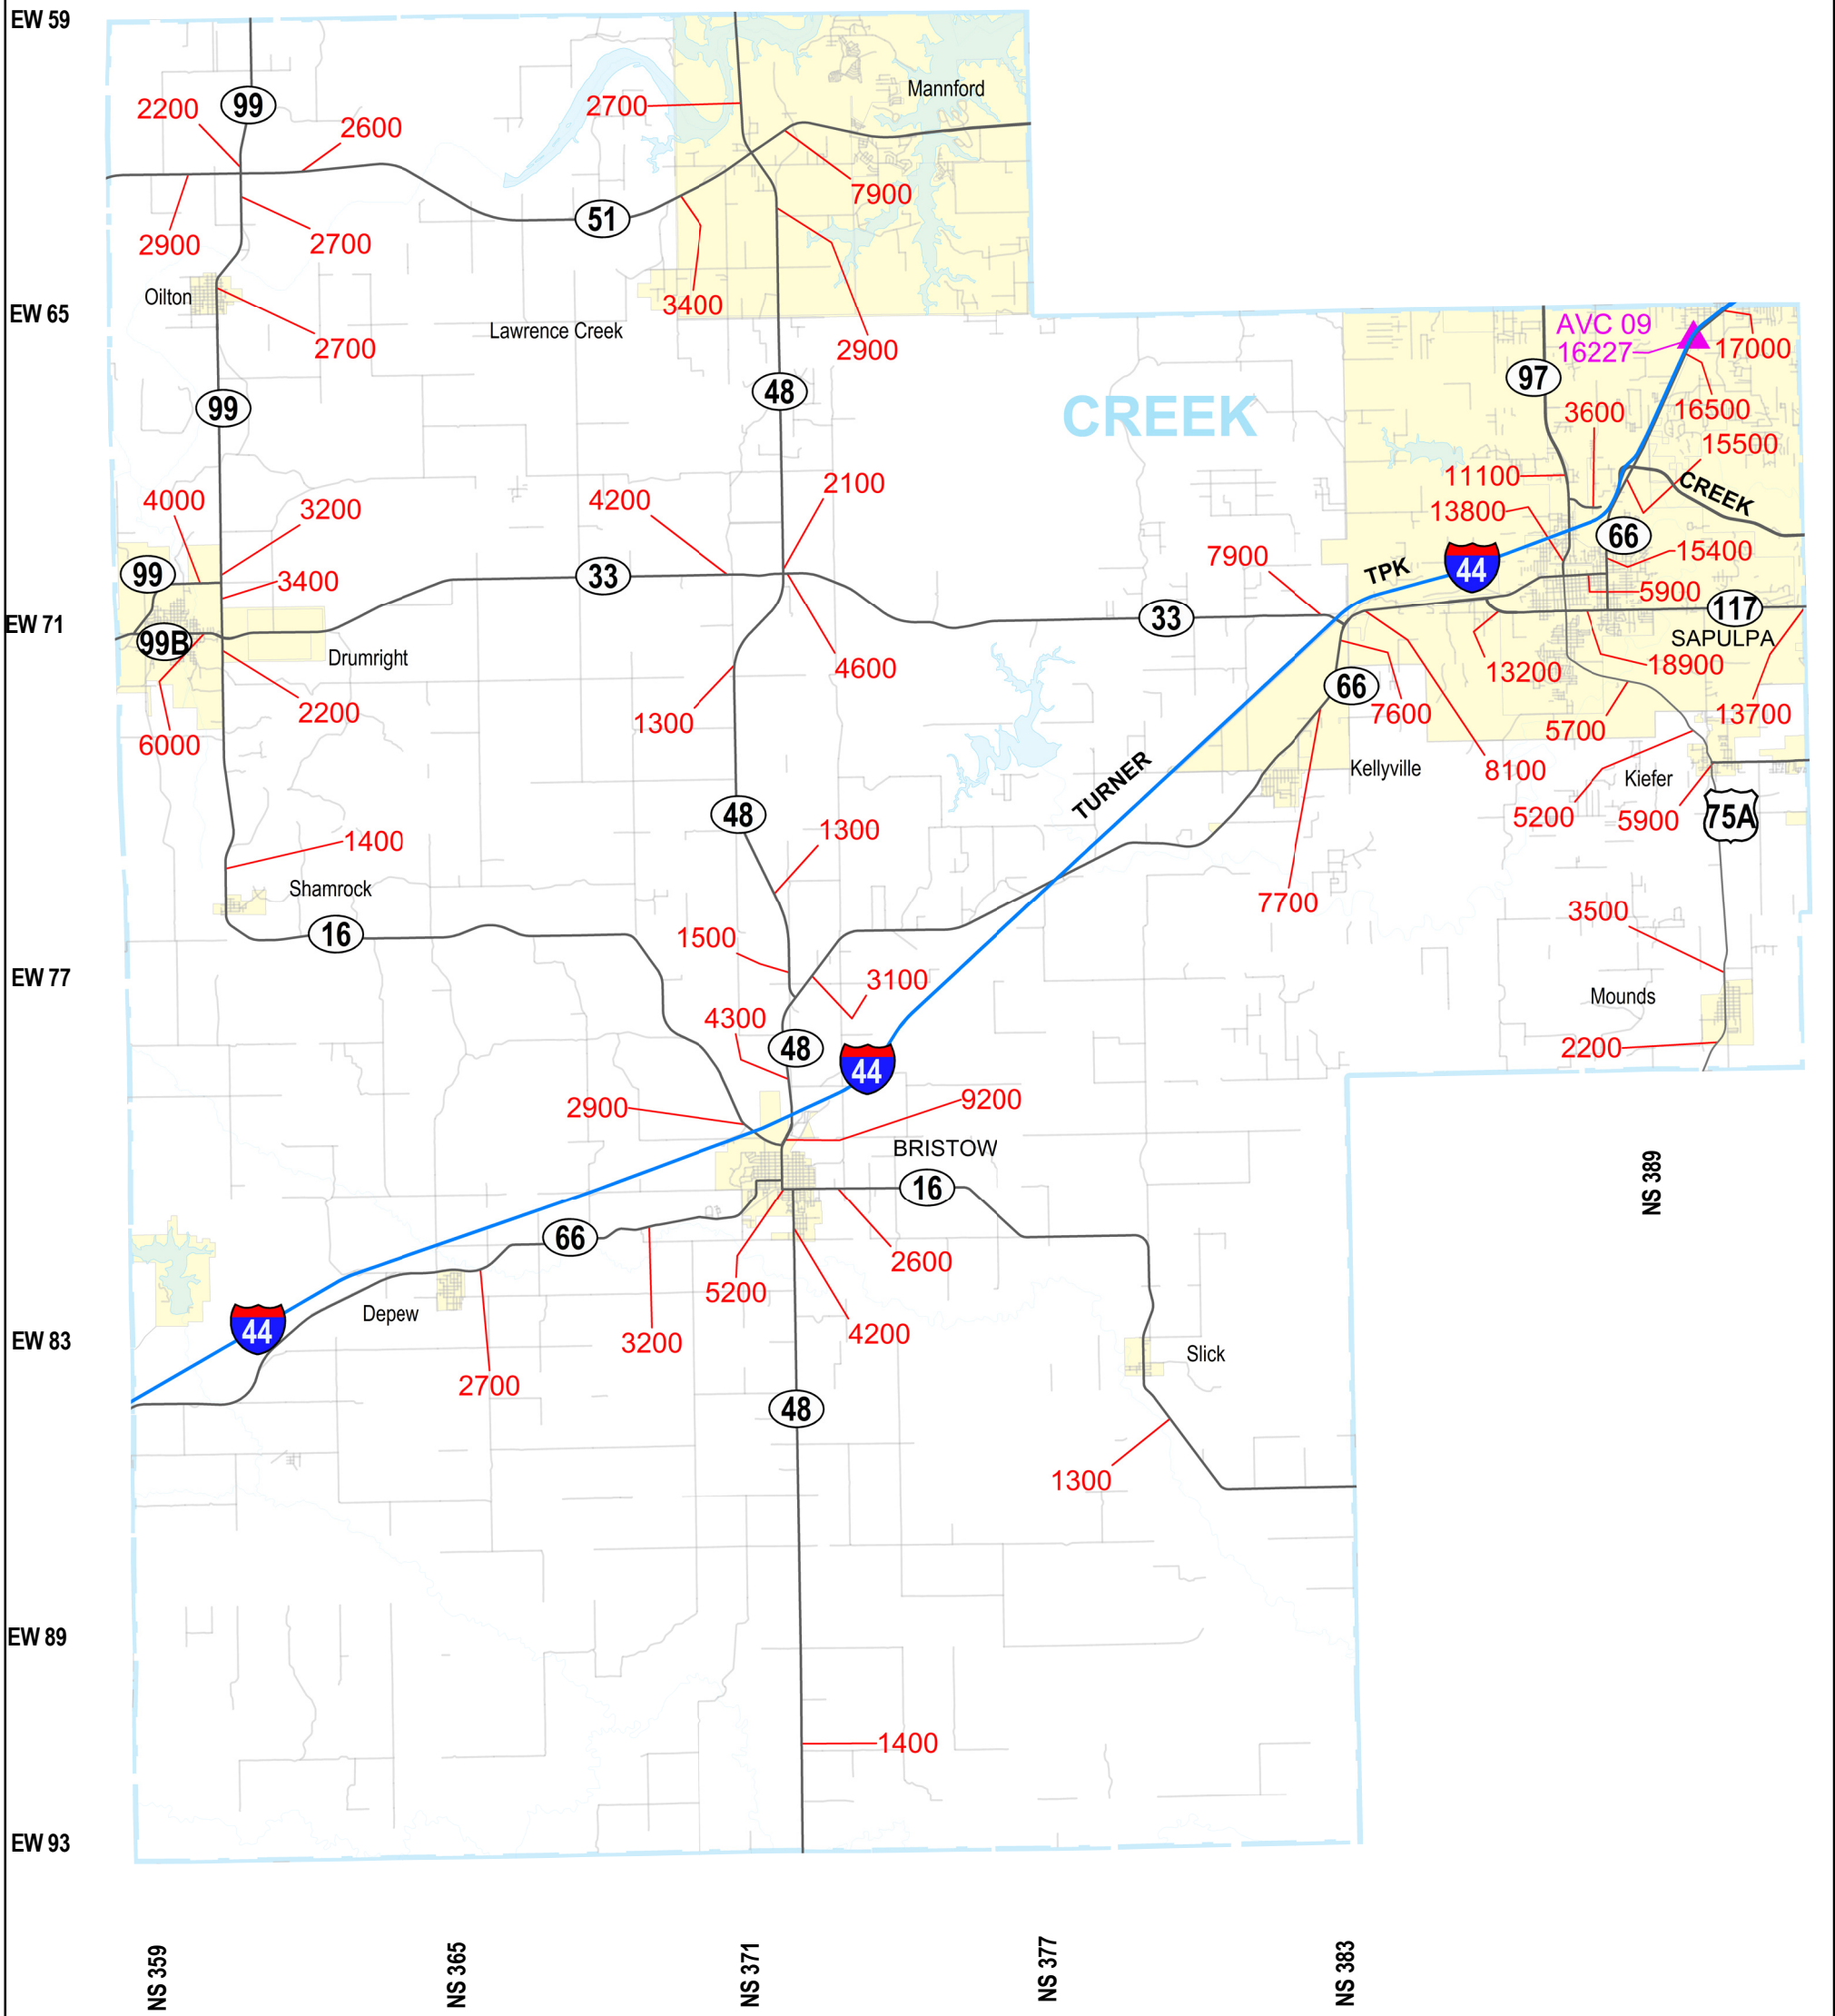 EW 59
Mannford
99
2200
2600
2700
7900
51
2900
2700
Oilton
3400
EW 65
Lawrence Creek
2700
2900
AVC 09
16227
17000
97
48
99
CREEK
3600
16500
15500
11100
CREEK
4000
3200
4200
2100
13800
66
15400
7900
TPK
44
99
3400
33
5900
117
EW 71
33
SAPULPA
99B
Drumright
4600
13200
18900
66
2200
1300
7600
5700
13700
6000
Kellyville
8100
Kiefer
TURNER
5200
5900
75A
48
1300
1400
Shamrock
7700
3500
16
1500
EW 77
3100
Mounds
4300
48
2200
44
2900
9200
BRISTOW
NS 389
16
66
2600
5200
Depew
44
3200
4200
EW 83
Slick
2700
48
1300
EW 89
1400
EW 93
NS 359
NS 365
NS 371
NS 377
NS 383